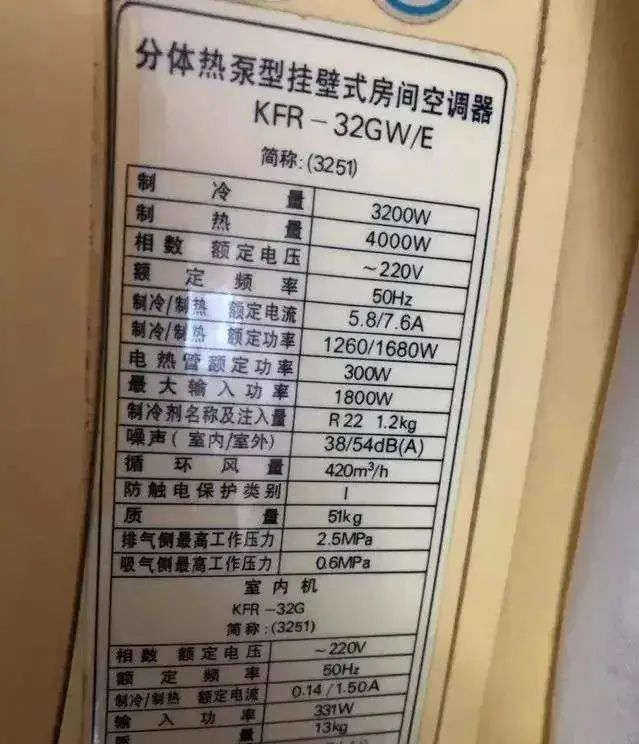 分体热泵型挂壁式房间空调器
KFR-32GW/E
简称:(3251)
制冷量 3200W
制热量 4000W
相数 额定电压 ~220V
额定频率 50Hz
制冷/制热 额定电流 5.8/7.6A
制冷/制热 额定功率 1260/1680W
电热管额定功率 300W
最大输入功率 1800W
制冷剂名称及注入量 R22 1.2kg
噪声(室内/室外) 38/54dB(A)
循环风量 420m³/h
防触电保护类别 I
质量 51kg
排气侧最高工作压力 2.5MPa
吸气侧最高工作压力 0.6MPa
室内机
KFR-32G
简称:(3251)
相数 额定电压 ~220V
额定频率 50Hz
制冷/制热 额定电流 0.14/1.50A
输入功率 331W
质量 13kg